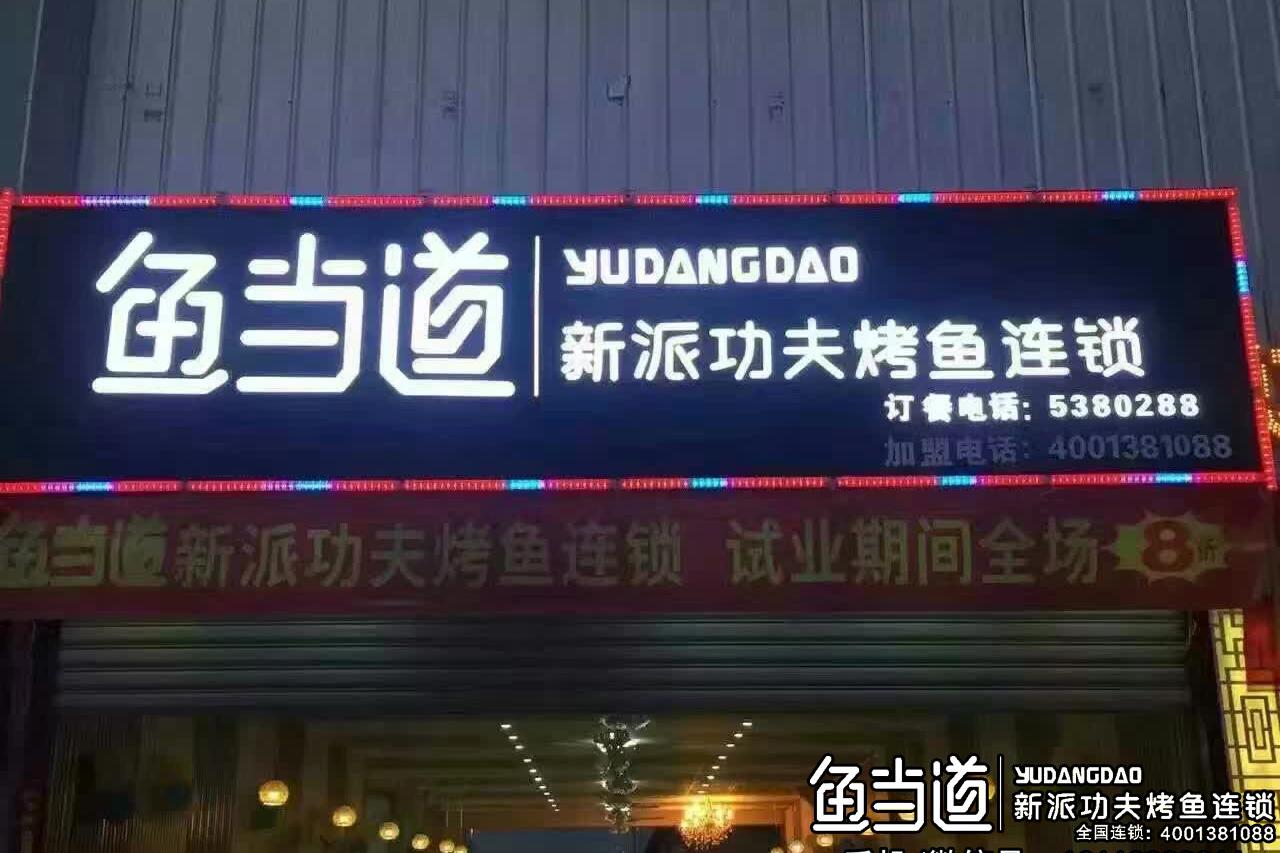 鱼当道
YUDANGDAO
新派功夫烤鱼连锁
订餐电话：5380288
加盟电话：4001381088
鱼当道新派功夫烤鱼连锁 试业期间全场8折
鱼当道
YUDANGDAO
新派功夫烤鱼连锁
全国连锁：4001381088